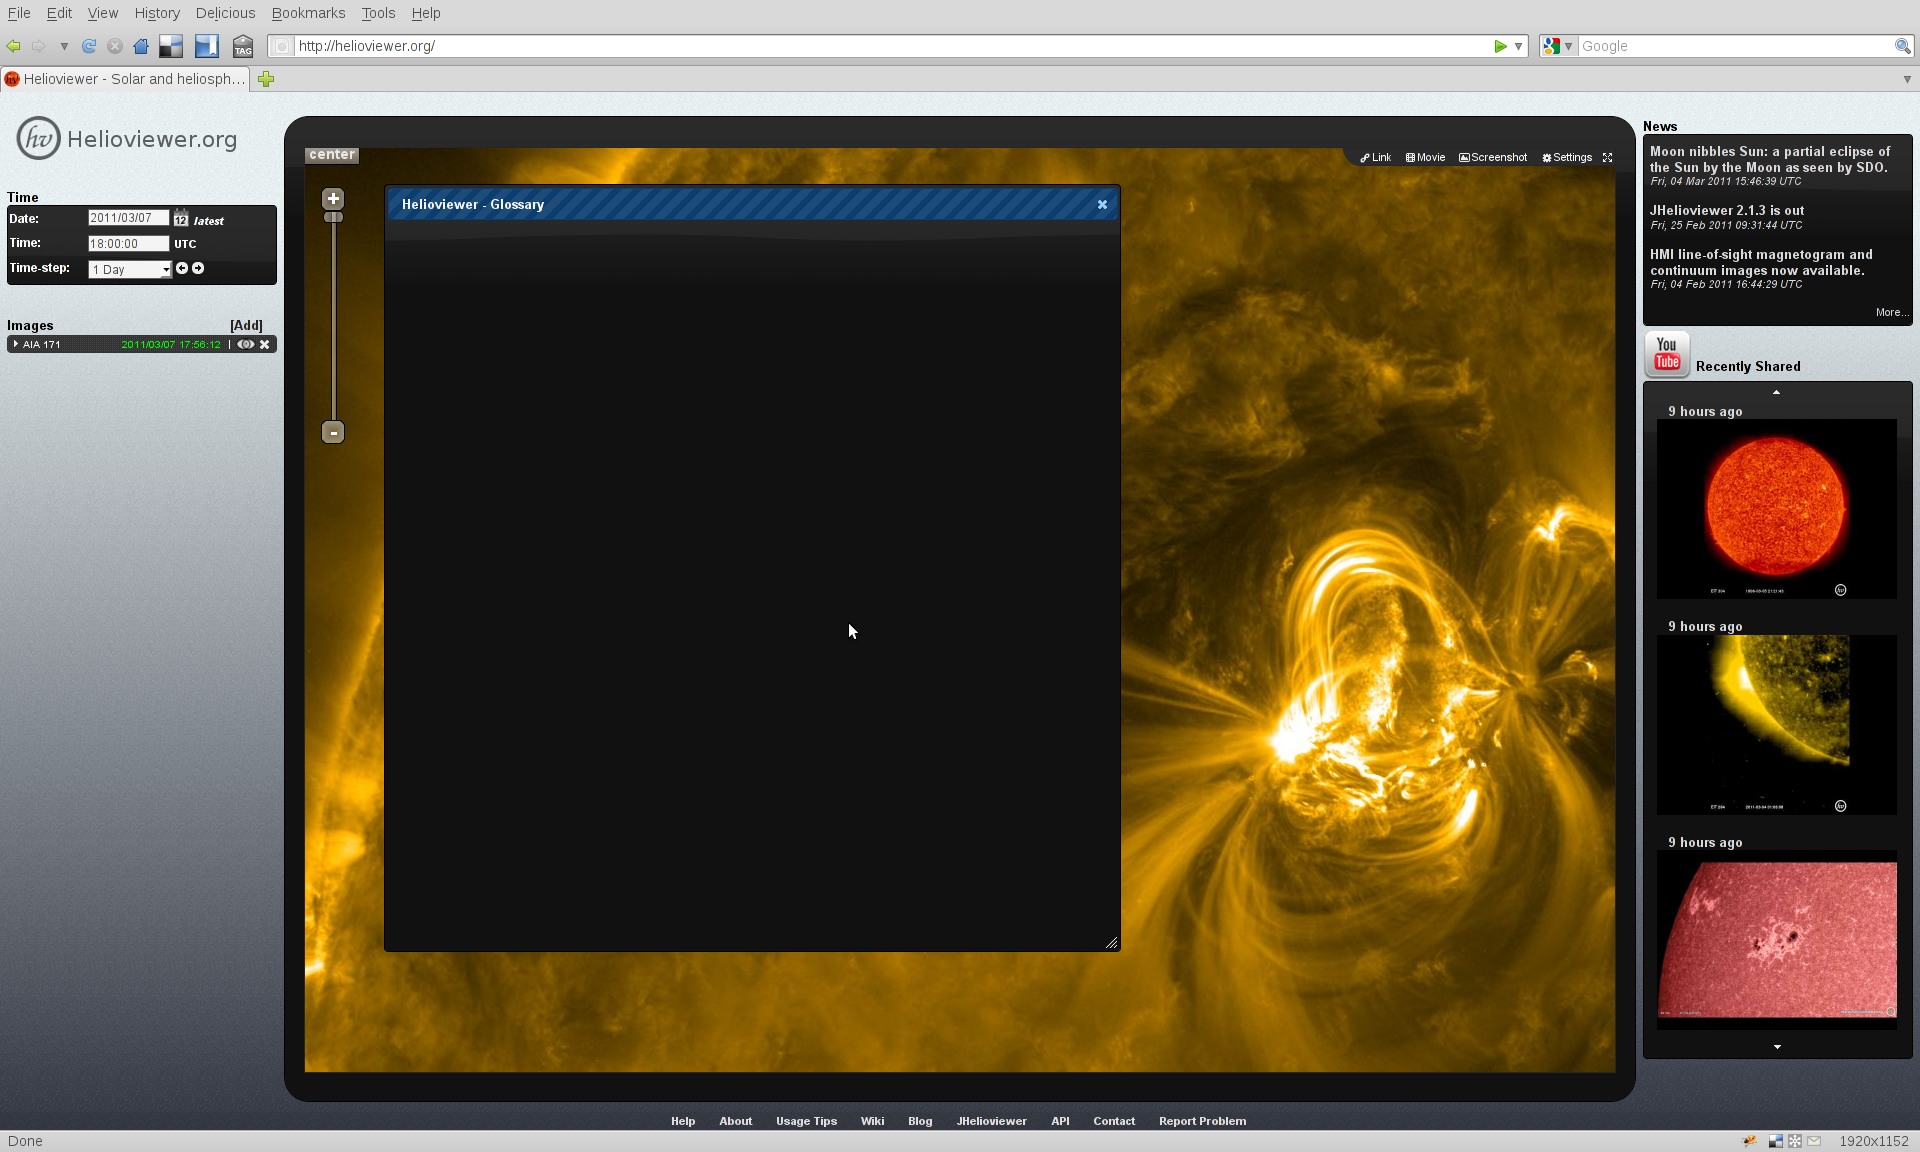 File Edit View History Delicious Bookmarks Tools Help
TAG http://helioviewer.org/ Google
Helioviewer - Solar and heliosph...
hv Helioviewer.org
Time
Date: 2011/03/07 12 latest
Time: 18:00:00 UTC
Time-step: 1 Day
Images [Add]
AIA 171 2011/03/07 17:56:12 |
center
Link Movie Screenshot Settings
+
-
Helioviewer - Glossary
News
Moon nibbles Sun: a partial eclipse of
the Sun by the Moon as seen by SDO.
Fri, 04 Mar 2011 15:46:39 UTC
JHelioviewer 2.1.3 is out
Fri, 25 Feb 2011 09:31:44 UTC
HMI line-of-sight magnetogram and
continuum images now available.
Fri, 04 Feb 2011 16:44:29 UTC
More...
You
Tube
Recently Shared
9 hours ago
9 hours ago
9 hours ago
Help About Usage Tips Wiki Blog JHelioviewer API Contact Report Problem
Done 1920x1152